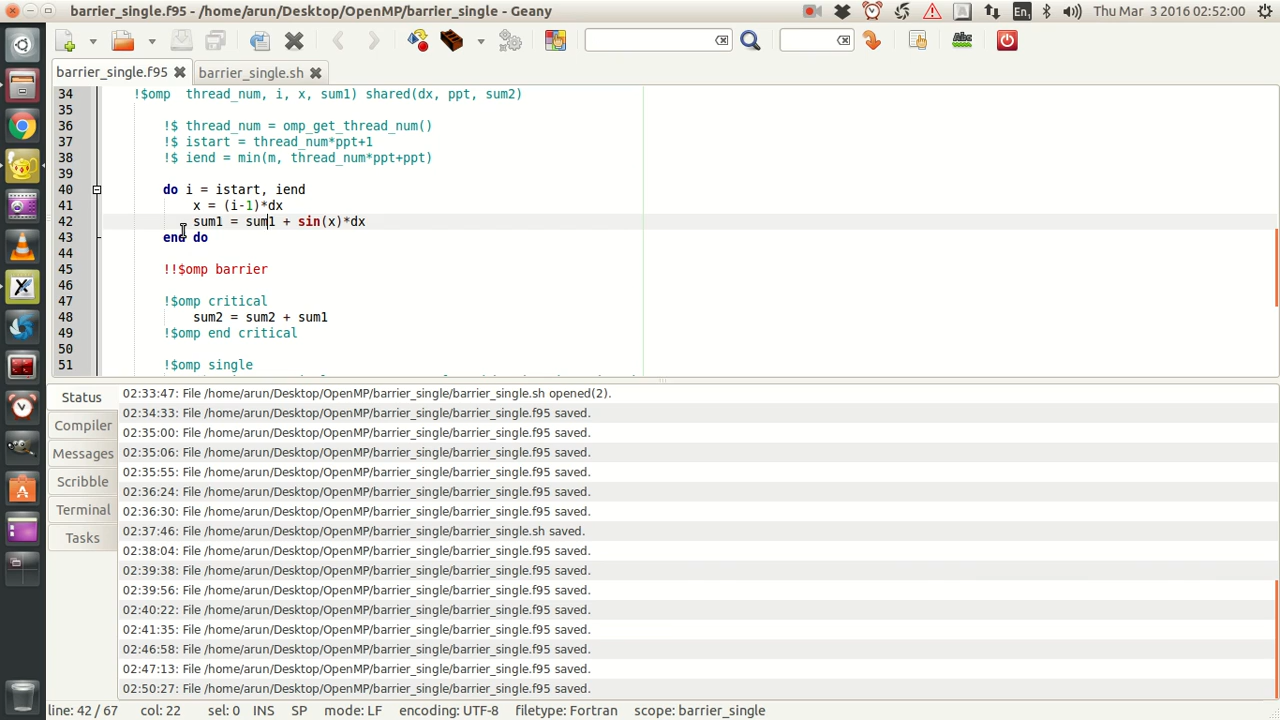 barrier_single.f95 - /home/arun/Desktop/OpenMP/barrier_single - Geany
En1
Thu Mar 3 2016 02:52:00
barrier_single.f95
barrier_single.sh
34 !$omp thread_num, i, x, sum1) shared(dx, ppt, sum2)
35
36 !$ thread_num = omp_get_thread_num()
37 !$ istart = thread_num*ppt+1
38 !$ iend = min(m, thread_num*ppt+ppt)
39
40 do i = istart, iend
41 x = (i-1)*dx
42 sum1 = sum1 + sin(x)*dx
43 end do
44
45 !!$omp barrier
46
47 !$omp critical
48 sum2 = sum2 + sum1
49 !$omp end critical
50
51 !$omp single
Status
Compiler
Messages
Scribble
Terminal
Tasks
02:33:47: File /home/arun/Desktop/OpenMP/barrier_single/barrier_single.sh opened(2).
02:34:33: File /home/arun/Desktop/OpenMP/barrier_single/barrier_single.f95 saved.
02:35:00: File /home/arun/Desktop/OpenMP/barrier_single/barrier_single.f95 saved.
02:35:06: File /home/arun/Desktop/OpenMP/barrier_single/barrier_single.f95 saved.
02:35:55: File /home/arun/Desktop/OpenMP/barrier_single/barrier_single.f95 saved.
02:36:24: File /home/arun/Desktop/OpenMP/barrier_single/barrier_single.f95 saved.
02:36:30: File /home/arun/Desktop/OpenMP/barrier_single/barrier_single.f95 saved.
02:37:46: File /home/arun/Desktop/OpenMP/barrier_single/barrier_single.sh saved.
02:38:04: File /home/arun/Desktop/OpenMP/barrier_single/barrier_single.f95 saved.
02:39:38: File /home/arun/Desktop/OpenMP/barrier_single/barrier_single.f95 saved.
02:39:56: File /home/arun/Desktop/OpenMP/barrier_single/barrier_single.f95 saved.
02:40:22: File /home/arun/Desktop/OpenMP/barrier_single/barrier_single.f95 saved.
02:41:35: File /home/arun/Desktop/OpenMP/barrier_single/barrier_single.f95 saved.
02:46:58: File /home/arun/Desktop/OpenMP/barrier_single/barrier_single.f95 saved.
02:47:13: File /home/arun/Desktop/OpenMP/barrier_single/barrier_single.f95 saved.
02:50:27: File /home/arun/Desktop/OpenMP/barrier_single/barrier_single.f95 saved.
line: 42 / 67 col: 22 sel: 0 INS SP mode: LF encoding: UTF-8 filetype: Fortran scope: barrier_single